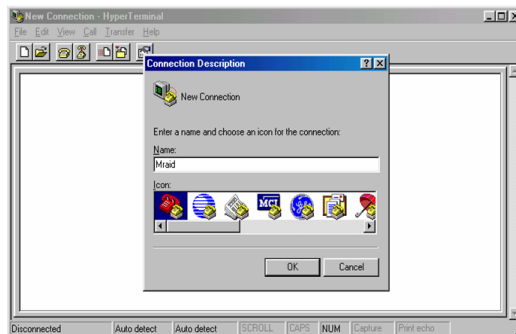 New Connection - HyperTerminal
File Edit View Call Transfer Help
Connection Description
New Connection
Enter a name and choose an icon for the connection:
Name:
Mraid
Icon:
MCI
OK Cancel
Disconnected Auto detect Auto detect SCROLL CAPS NUM Capture Print echo